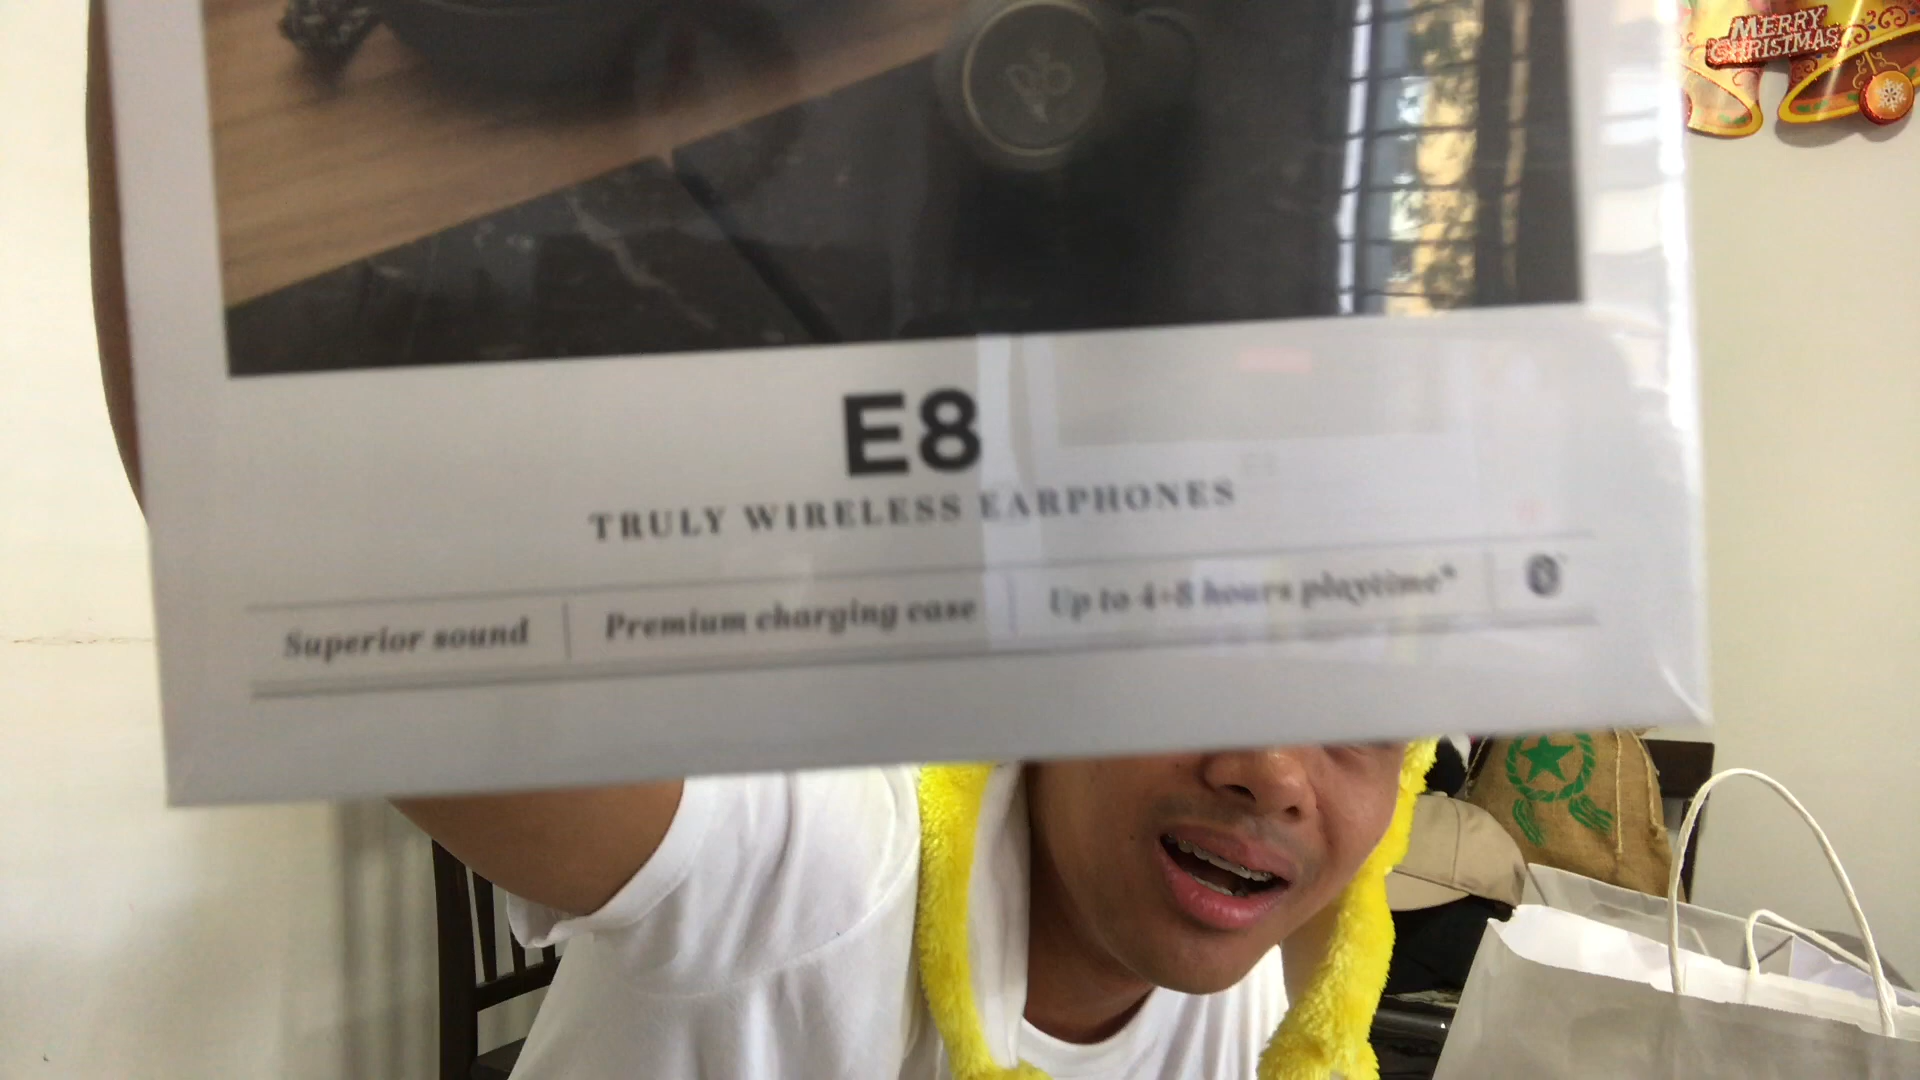 MERRY
CHRISTMAS
E8
TRULY WIRELESS EARPHONES
Superior sound
Premium charging case
Up to 4+8 hours playtime*